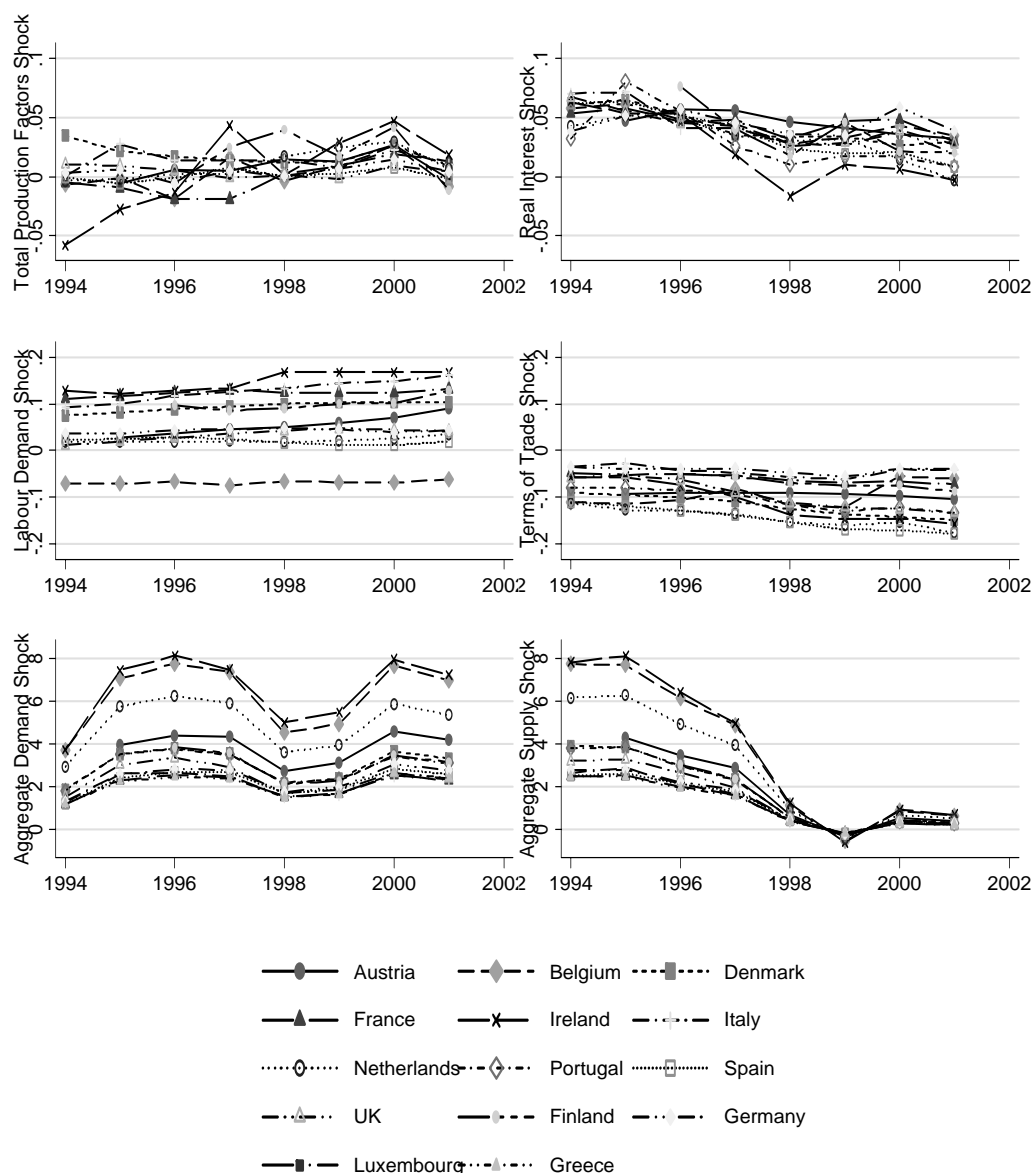 Total Production Factors Shock
.1
.05
0
-.05
1994 1996 1998 2000 2002
Real Interest Shock
.1
.05
0
-.05
1994 1996 1998 2000 2002
Labour Demand Shock
.2
.1
0
-.1
-.2
1994 1996 1998 2000 2002
Terms of Trade Shock
.2
.1
0
-.1
-.2
1994 1996 1998 2000 2002
Aggregate Demand Shock
8
6
4
2
0
1994 1996 1998 2000 2002
Aggregate Supply Shock
8
6
4
2
0
1994 1996 1998 2000 2002
Austria Belgium Denmark
France Ireland Italy
Netherlands Portugal Spain
UK Finland Germany
Luxembourg Greece